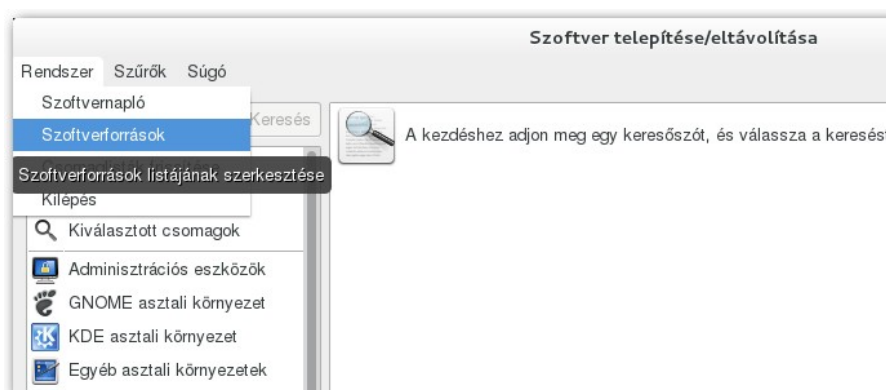 Szoftver telepítése/eltávolítása
Rendszer Szűrők Súgó
Szoftvernapló
Keresés
Szoftverforrások
A kezdéshez adjon meg egy keresőszót, és válassza a keresést
Szoftverforrások listájának szerkesztése
Kilépés
Kiválasztott csomagok
Adminisztrációs eszközök
GNOME asztali környezet
KDE asztali környezet
Egyéb asztali környezetek